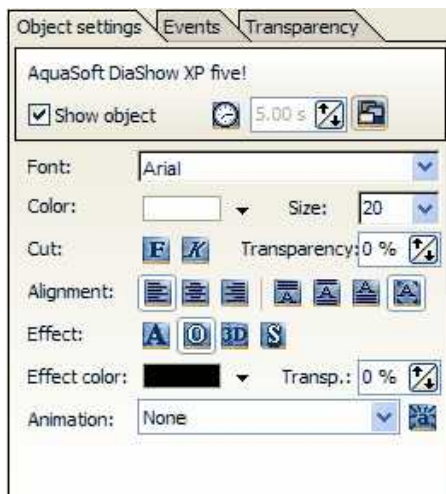 Object settings Events Transparency
AquaSoft DiaShow XP five!
Show object 5.00 s
Font: Arial
Color: Size: 20
Cut: F K Transparency: 0 %
Alignment: A A A A
Effect: A O 3D S
Effect color: Transp.: 0 %
Animation: None a